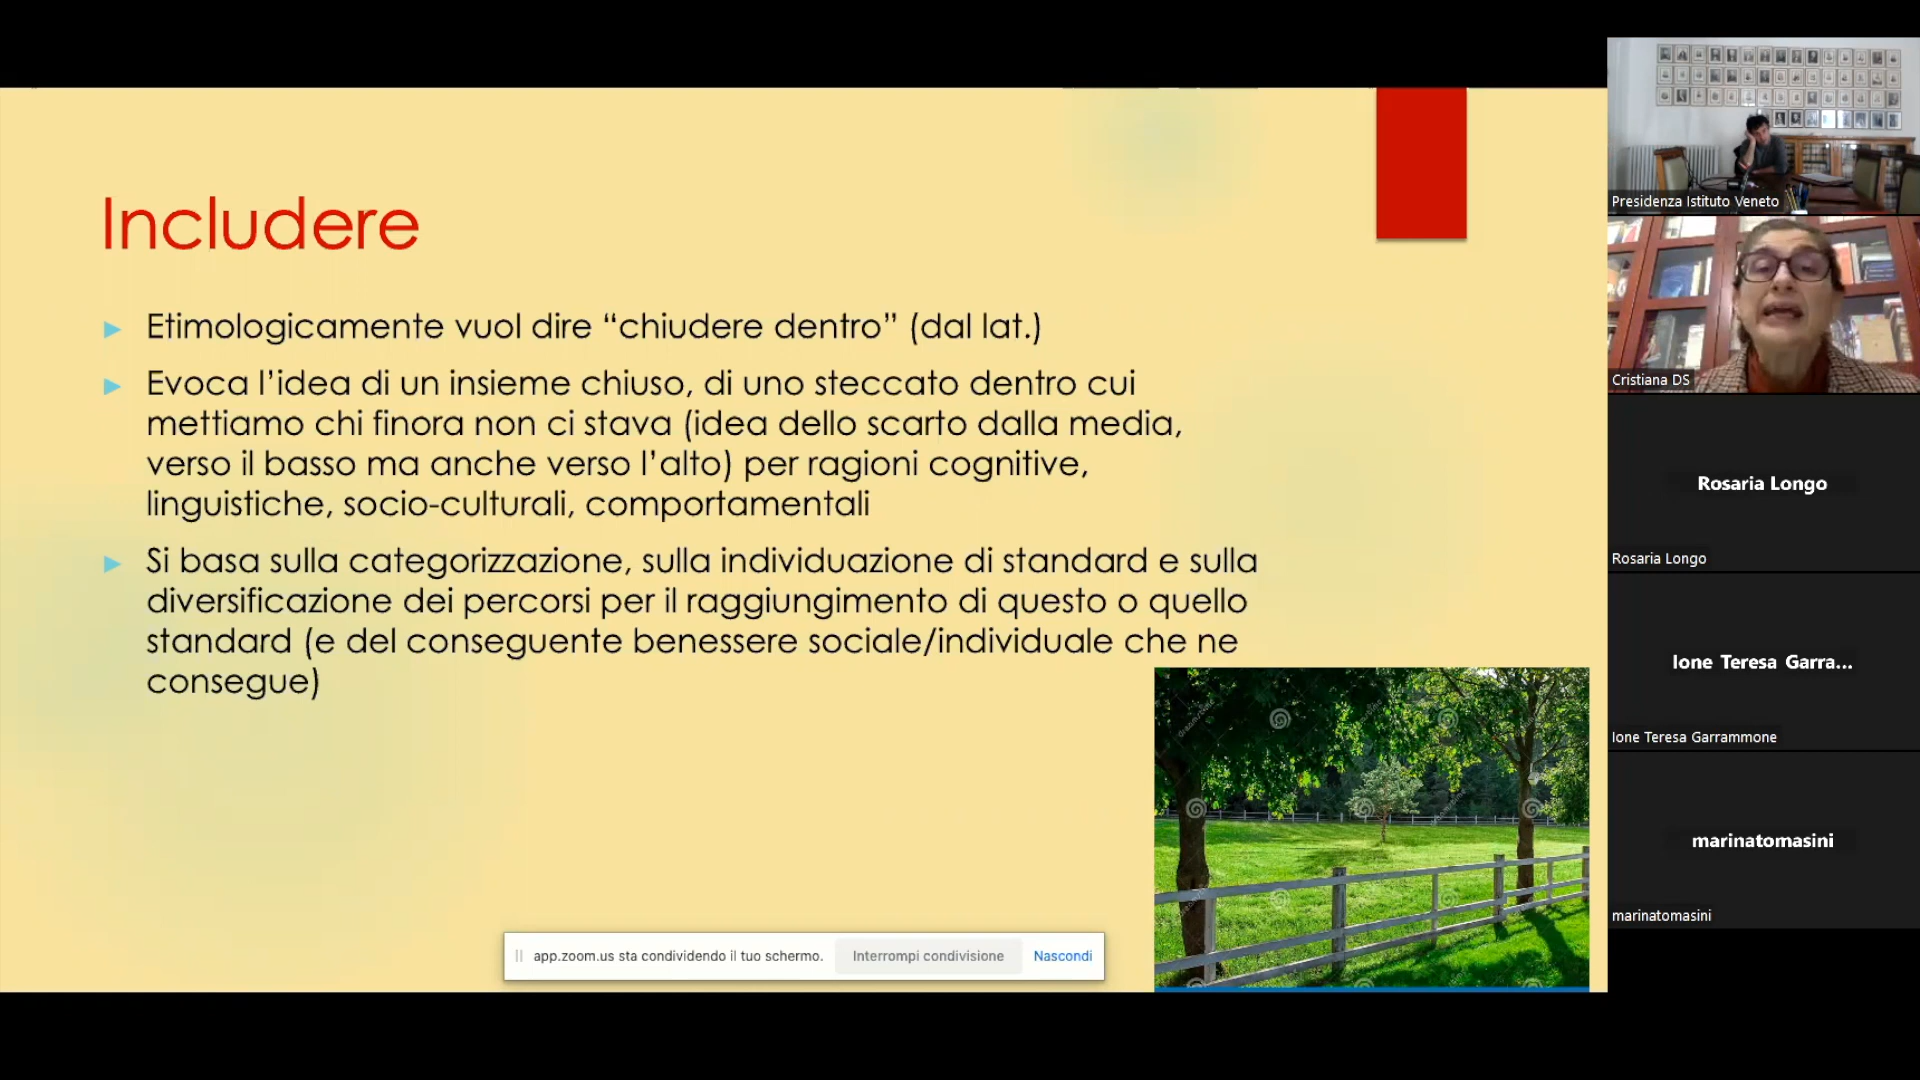 Includere
Etimologicamente vuol dire “chiudere dentro” (dal lat.)
Evoca l’idea di un insieme chiuso, di uno steccato dentro cui
mettiamo chi finora non ci stava (idea dello scarto dalla media,
verso il basso ma anche verso l’alto) per ragioni cognitive,
linguistiche, socio-culturali, comportamentali
Si basa sulla categorizzazione, sulla individuazione di standard e sulla
diversificazione dei percorsi per il raggiungimento di questo o quello
standard (e del conseguente benessere sociale/individuale che ne
consegue)
app.zoom.us sta condividendo il tuo schermo.
Interrompi condivisione
Nascondi
Presidenza Istituto Veneto
Cristiana DS
Rosaria Longo
Rosaria Longo
Ione Teresa Garra...
Ione Teresa Garrammone
marinatomasini
marinatomasini